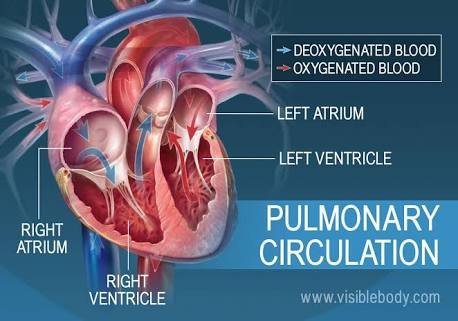 DEOXYGENATED BLOOD
OXYGENATED BLOOD
LEFT ATRIUM
LEFT VENTRICLE
RIGHT
ATRIUM
RIGHT
VENTRICLE
PULMONARY
CIRCULATION
www.visiblebody.com